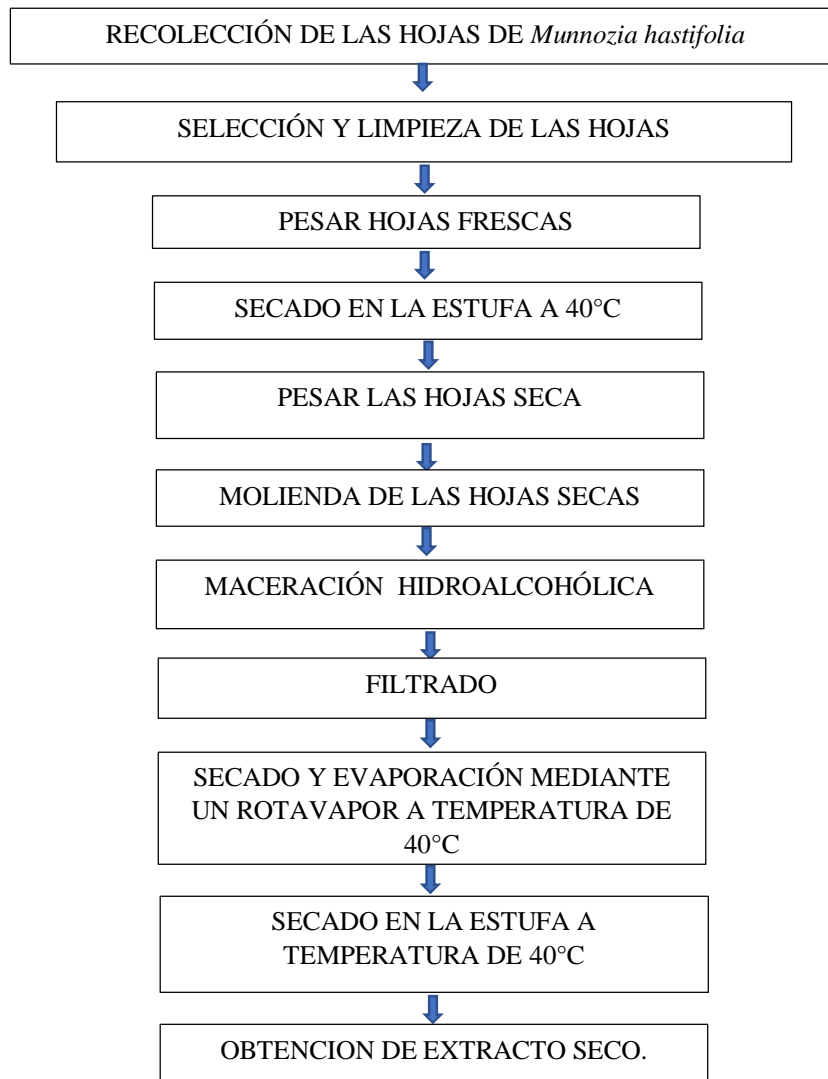 RECOLECCIÓN DE LAS HOJAS DE Munnozia hastifolia
SELECCIÓN Y LIMPIEZA DE LAS HOJAS
PESAR HOJAS FRESCAS
SECADO EN LA ESTUFA A 40°C
PESAR LAS HOJAS SECA
MOLIENDA DE LAS HOJAS SECAS
MACERACIÓN HIDROALCOHÓLICA
FILTRADO
SECADO Y EVAPORACIÓN MEDIANTE
UN ROTAVAPOR A TEMPERATURA DE
40°C
SECADO EN LA ESTUFA A
TEMPERATURA DE 40°C
OBTENCION DE EXTRACTO SECO.